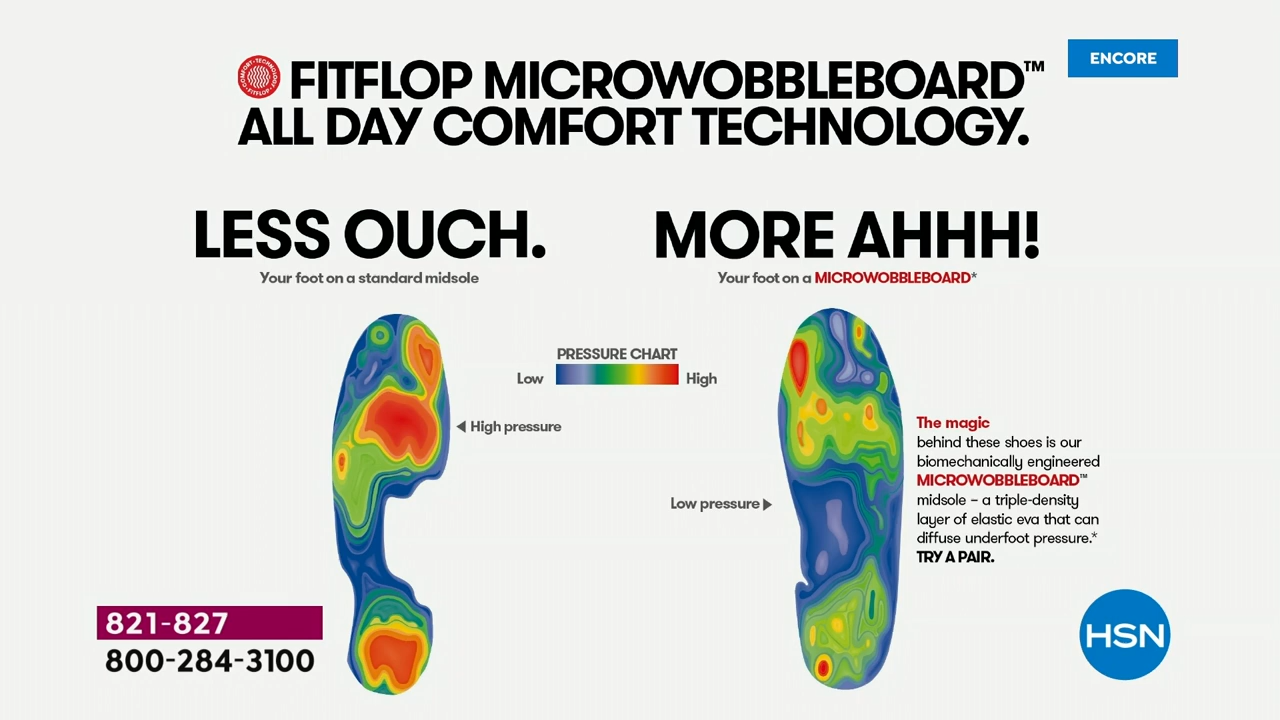 ENCORE
FITFLOP MICROWOBBLEBOARD™
ALL DAY COMFORT TECHNOLOGY.
LESS OUCH.
Your foot on a standard midsole
MORE AHHH!
Your foot on a MICROWOBBLEBOARD*
PRESSURE CHART
Low
High
High pressure
Low pressure
The magic
behind these shoes is our
biomechanically engineered
MICROWOBBLEBOARD™
midsole – a triple-density
layer of elastic eva that can
diffuse underfoot pressure.*
TRY A PAIR.
821-827
800-284-3100
HSN